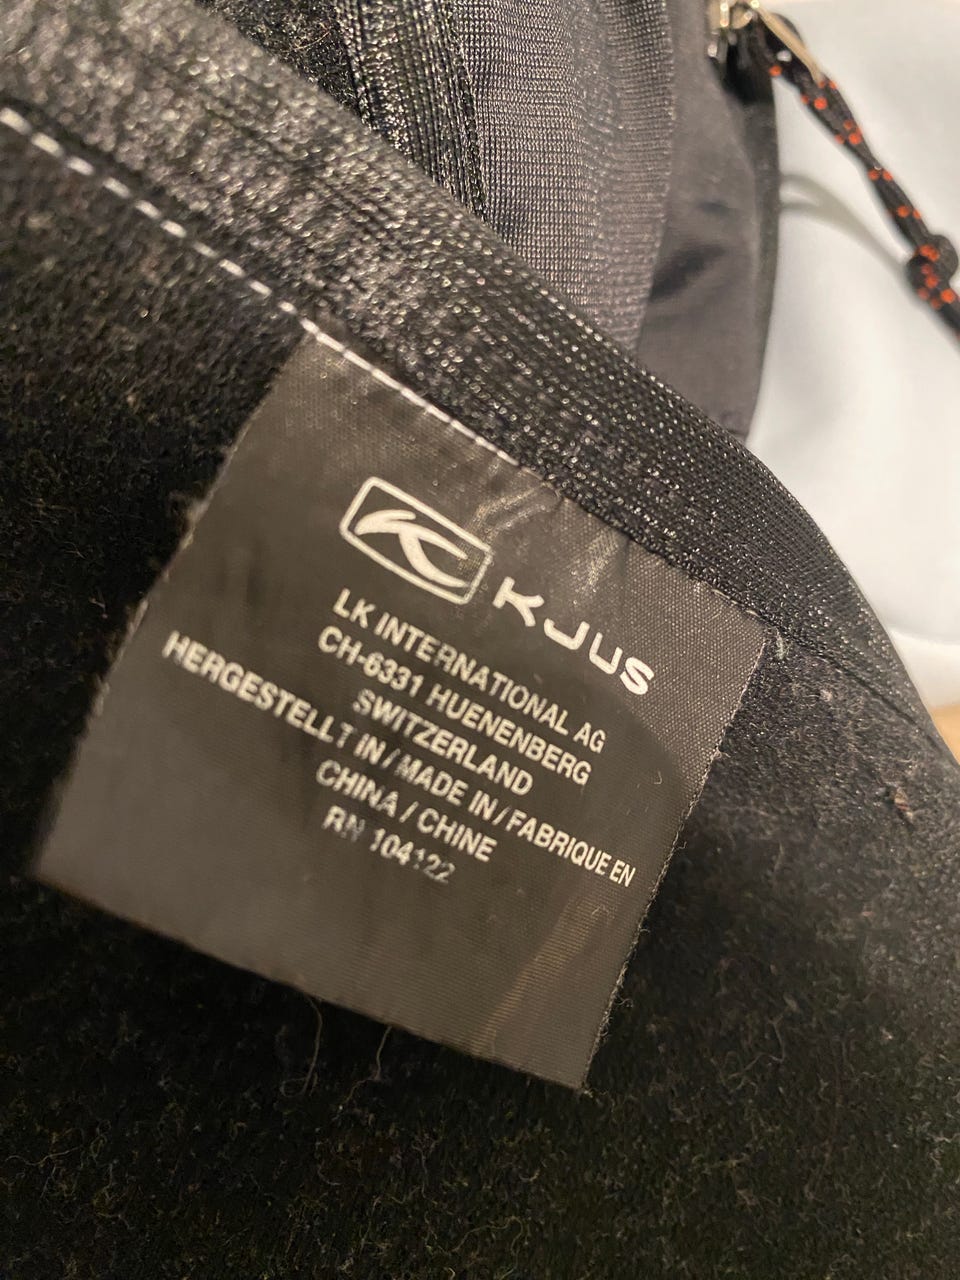 KJUS
LK INTERNATIONAL AG
CH-6331 HUENENBERG
SWITZERLAND
HERGESTELLT IN / MADE IN / FABRIQUE EN
CHINA / CHINE
RN 104122